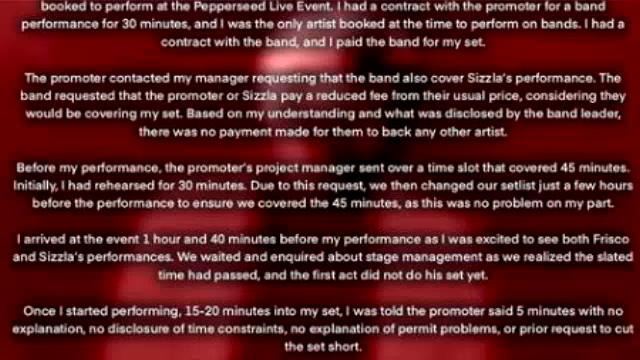 booked to perform at the Pepperseed Live Event. I had a contract with the promoter for a band
performance for 30 minutes, and I was the only artist booked at the time to perform on bands. I had a
contract with the band, and I paid the band for my set.
The promoter contacted my manager requesting that the band also cover Sizzla's performance. The
band requested that the promoter or Sizzla pay a reduced fee from their usual price, considering they
would be covering my set. Based on my understanding and what was disclosed by the band leader,
there was no payment made for them to back any other artist.
Before my performance, the promoter's project manager sent over a time slot that covered 45 minutes.
Initially, I had rehearsed for 30 minutes. Due to this request, we then changed our setlist just a few hours
before the performance to ensure we covered the 45 minutes, as this was no problem on my part.
I arrived at the event 1 hour and 40 minutes before my performance as I was excited to see both Frisco
and Sizzla's performances. We waited and enquired about stage management as we realized the slated
time had passed, and the first act did not do his set yet.
Once I started performing, 15-20 minutes into my set, I was told the promoter said 5 minutes with no
explanation, no disclosure of time constraints, no explanation of permit problems, or prior request to cut
the set short.